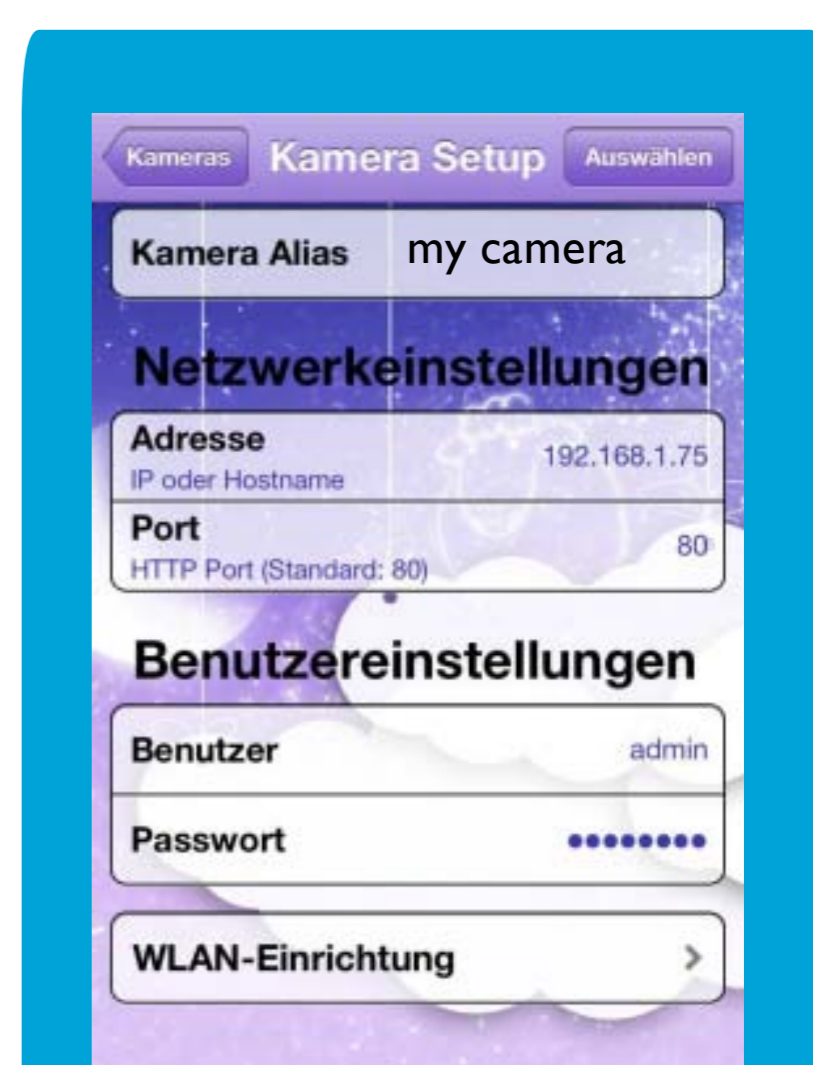 Kameras Kamera Setup Auswählen
Kamera Alias my camera
Netzwerkeinstellungen
Adresse
192.168.1.75
IP oder Hostname
Port
80
HTTP Port (Standard: 80)
Benutzereinstellungen
Benutzer admin
Passwort ••••••••
WLAN-Einrichtung